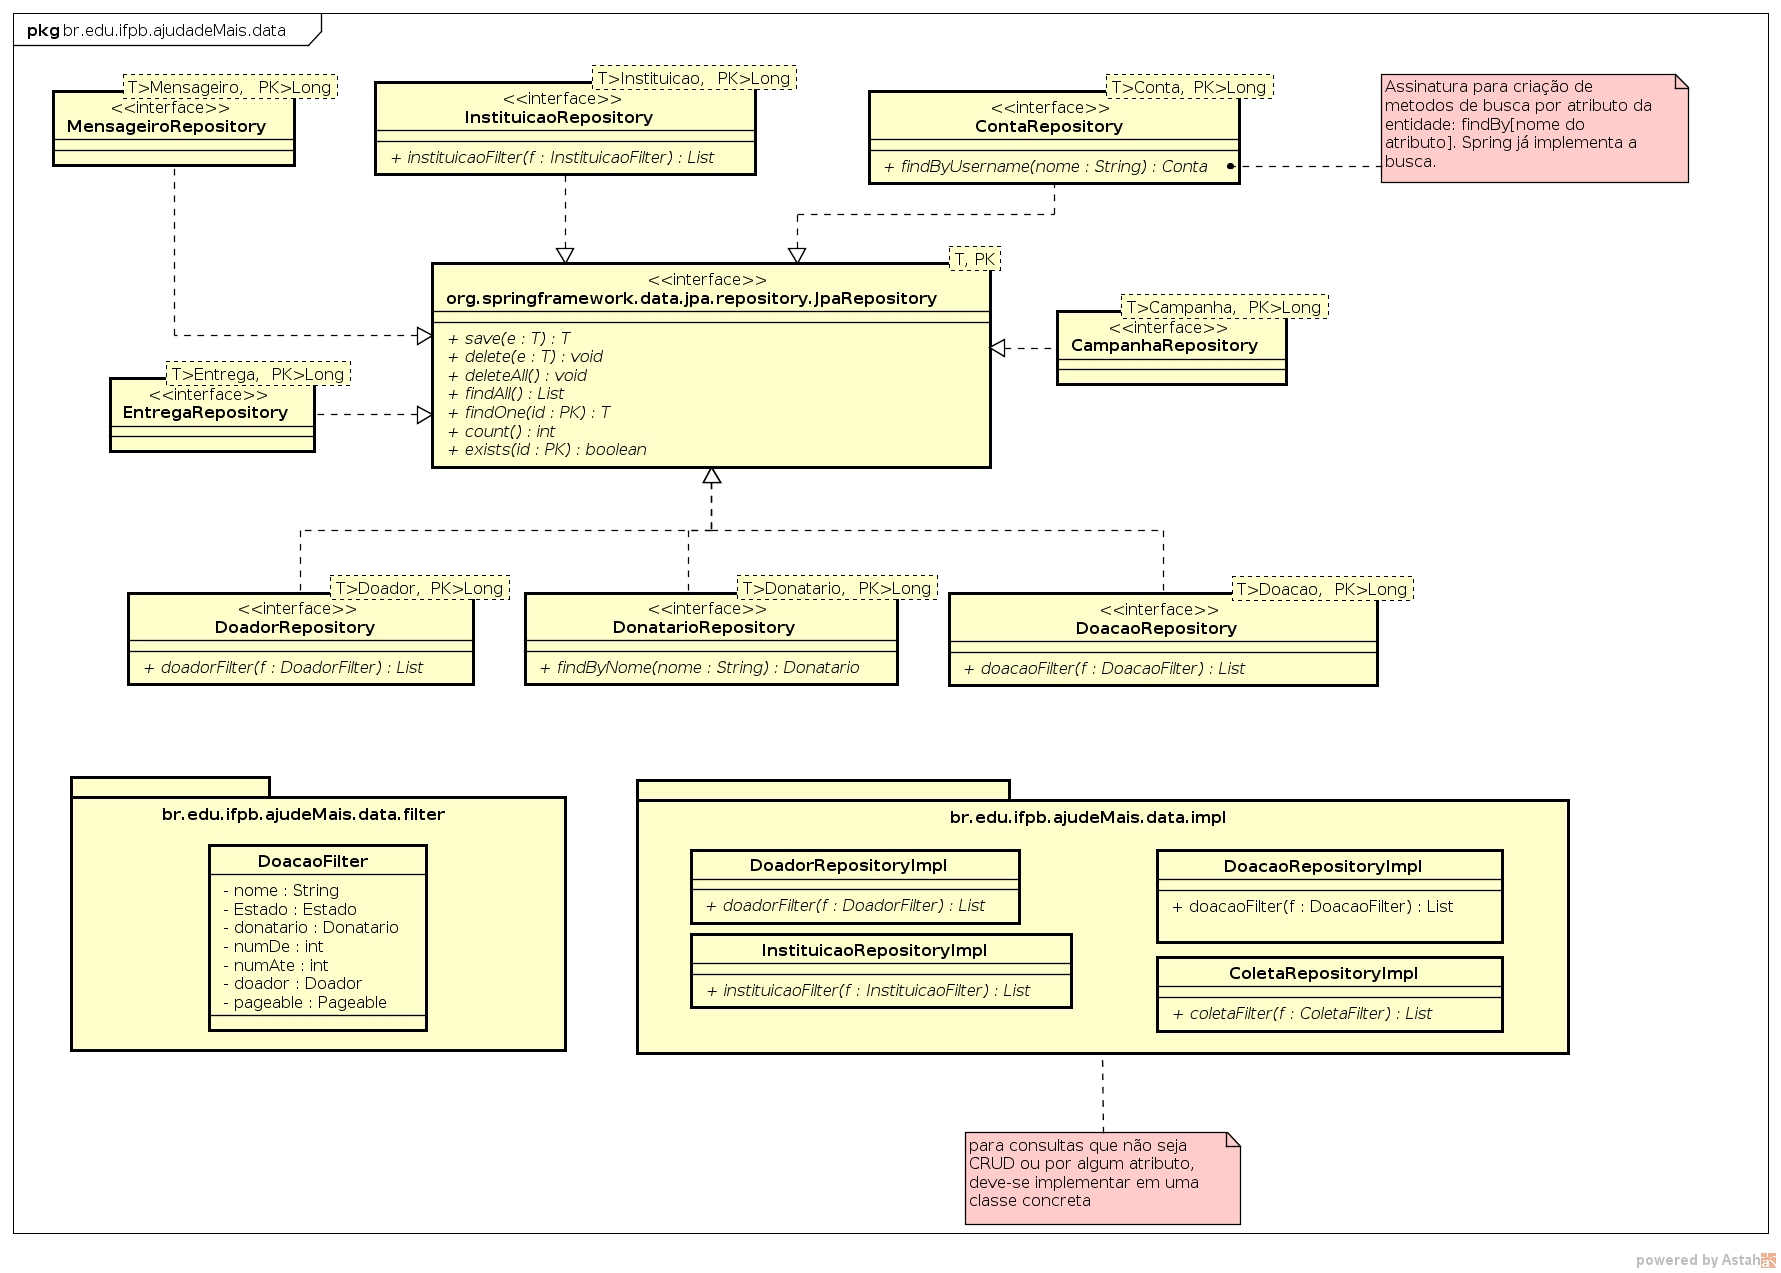 pkg br.edu.ifpb.ajudadeMais.data
T>Mensageiro, PK>Long
<<interface>>
MensageiroRepository
T>Instituicao, PK>Long
<<interface>>
InstituicaoRepository
+ instituicaoFilter(f : InstituicaoFilter) : List
T>Conta, PK>Long
<<interface>>
ContaRepository
+ findByUsername(nome : String) : Conta
Assinatura para criação de
metodos de busca por atributo da
entidade: findBy[nome do
atributo]. Spring já implementa a
busca.
T, PK
<<interface>>
org.springframework.data.jpa.repository.JpaRepository
+ save(e : T) : T
+ delete(e : T) : void
+ deleteAll() : void
+ findAll() : List
+ findOne(id : PK) : T
+ count() : int
+ exists(id : PK) : boolean
T>Campanha, PK>Long
<<interface>>
CampanhaRepository
T>Entrega, PK>Long
<<interface>>
EntregaRepository
T>Doador, PK>Long
<<interface>>
DoadorRepository
+ doadorFilter(f : DoadorFilter) : List
T>Donatario, PK>Long
<<interface>>
DonatarioRepository
+ findByNome(nome : String) : Donatario
T>Doacao, PK>Long
<<interface>>
DoacaoRepository
+ doacaoFilter(f : DoacaoFilter) : List
br.edu.ifpb.ajudeMais.data.filter
DoacaoFilter
- nome : String
- Estado : Estado
- donatario : Donatario
- numDe : int
- numAte : int
- doador : Doador
- pageable : Pageable
br.edu.ifpb.ajudeMais.data.impl
DoadorRepositoryImpl
+ doadorFilter(f : DoadorFilter) : List
InstituicaoRepositoryImpl
+ instituicaoFilter(f : InstituicaoFilter) : List
DoacaoRepositoryImpl
+ doacaoFilter(f : DoacaoFilter) : List
ColetaRepositoryImpl
+ coletaFilter(f : ColetaFilter) : List
para consultas que não seja
CRUD ou por algum atributo,
deve-se implementar em uma
classe concreta
powered by Astah